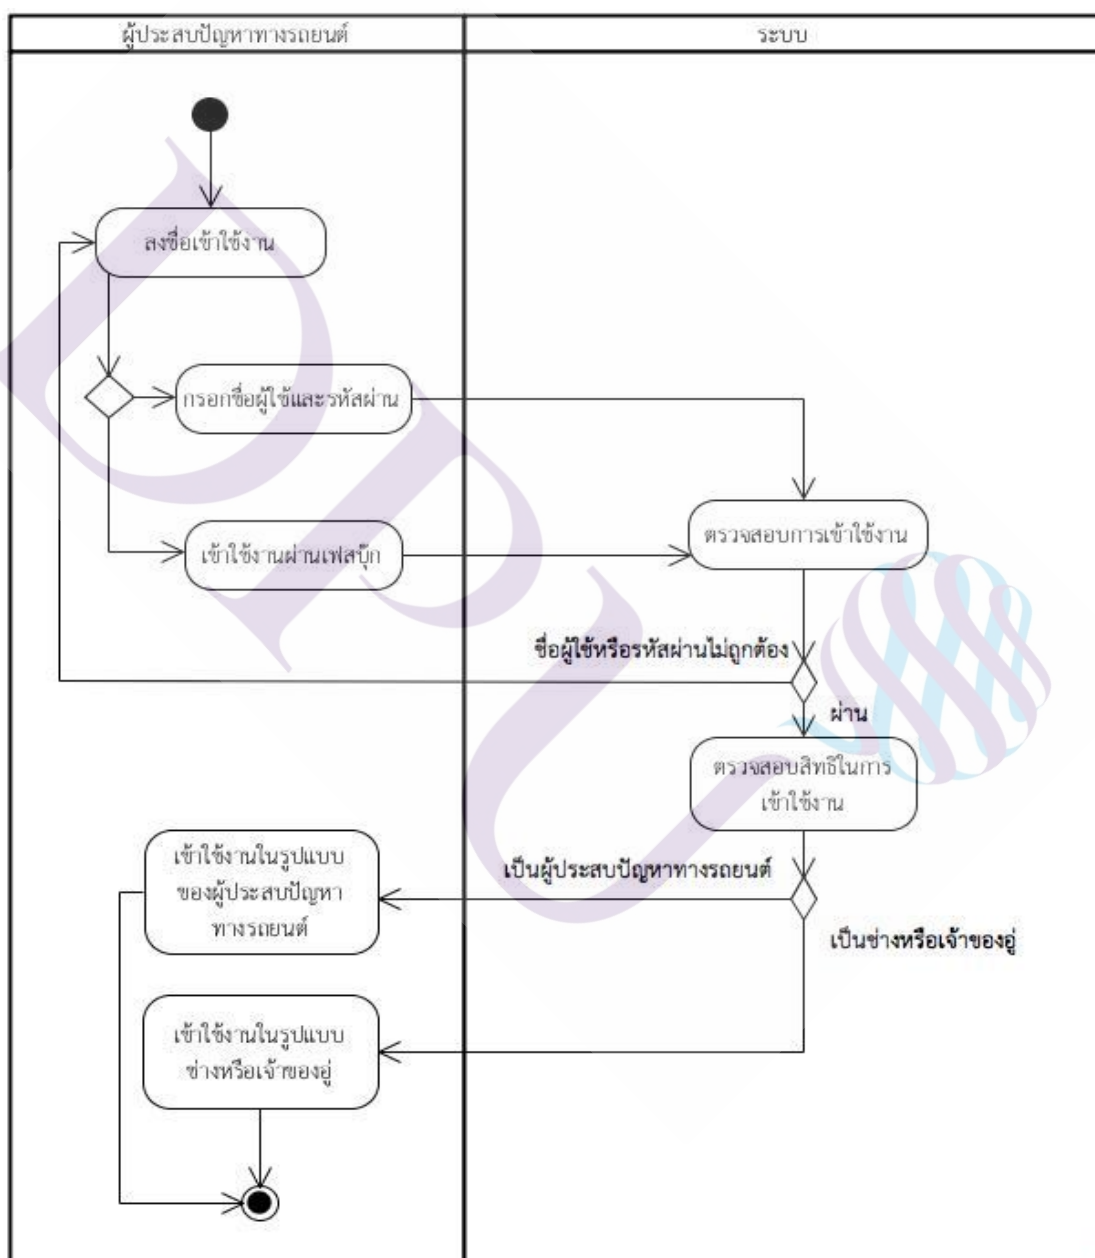 ผู้ประสบปัญหาทางรถยนต์
ระบบ
ลงชื่อเข้าใช้งาน
กรอกชื่อผู้ใช้และรหัสผ่าน
ตรวจสอบการเข้าใช้งาน
เข้าใช้งานผ่านเฟสบุ๊ก
ชื่อผู้ใช้หรือรหัสผ่านไม่ถูกต้อง
ผ่าน
ตรวจสอบสิทธิในการ
เข้าใช้งาน
เป็นผู้ประสบปัญหาทางรถยนต์
เข้าใช้งานในรูปแบบ
ของผู้ประสบปัญหา
ทางรถยนต์
เป็นช่างหรือเจ้าของอู่
เข้าใช้งานในรูปแบบ
ช่างหรือเจ้าของอู่
DPU